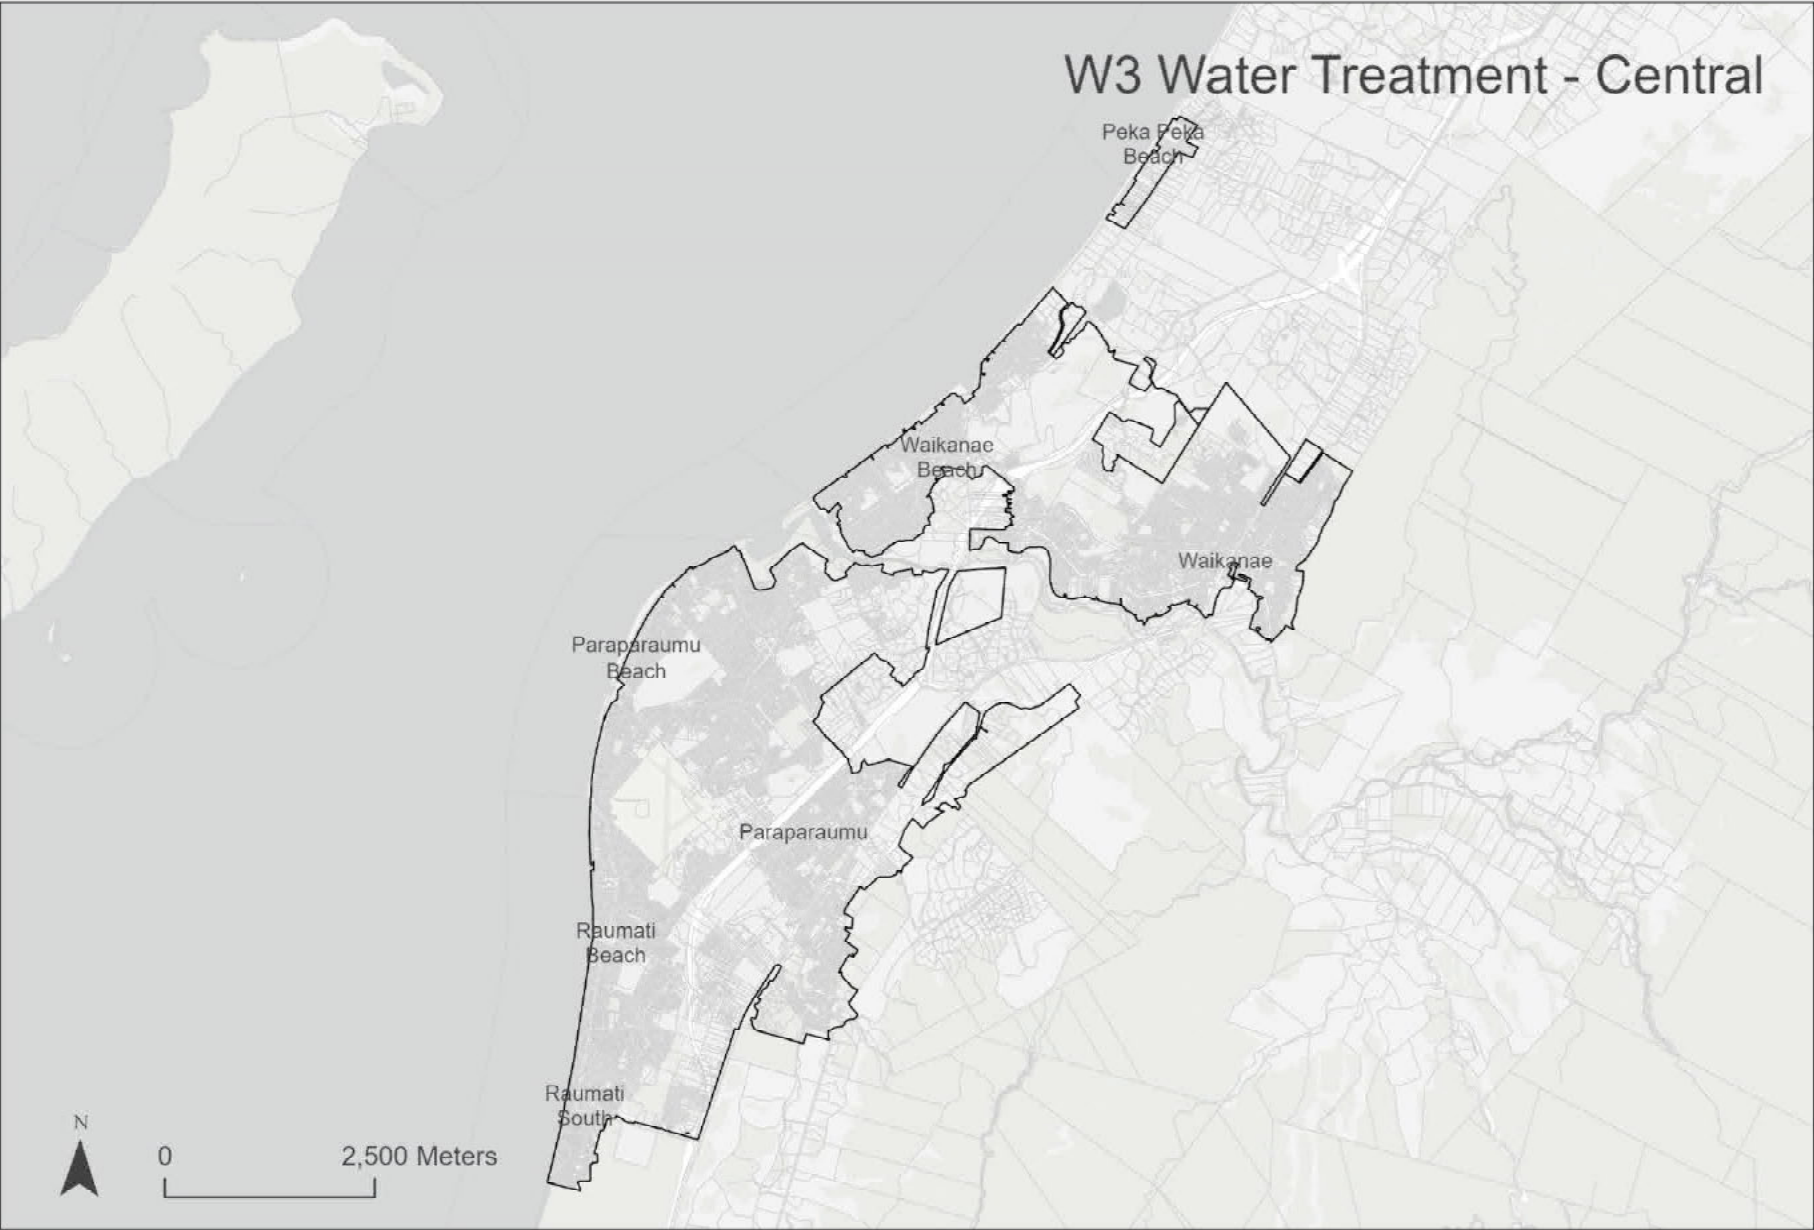 W3 Water Treatment - Central
Peka Peka
Beach
Waikanae
Beach
Waikanae
Paraparaumu
Beach
Paraparaumu
Raumati
Beach
Raumati
South
N
0
2,500 Meters